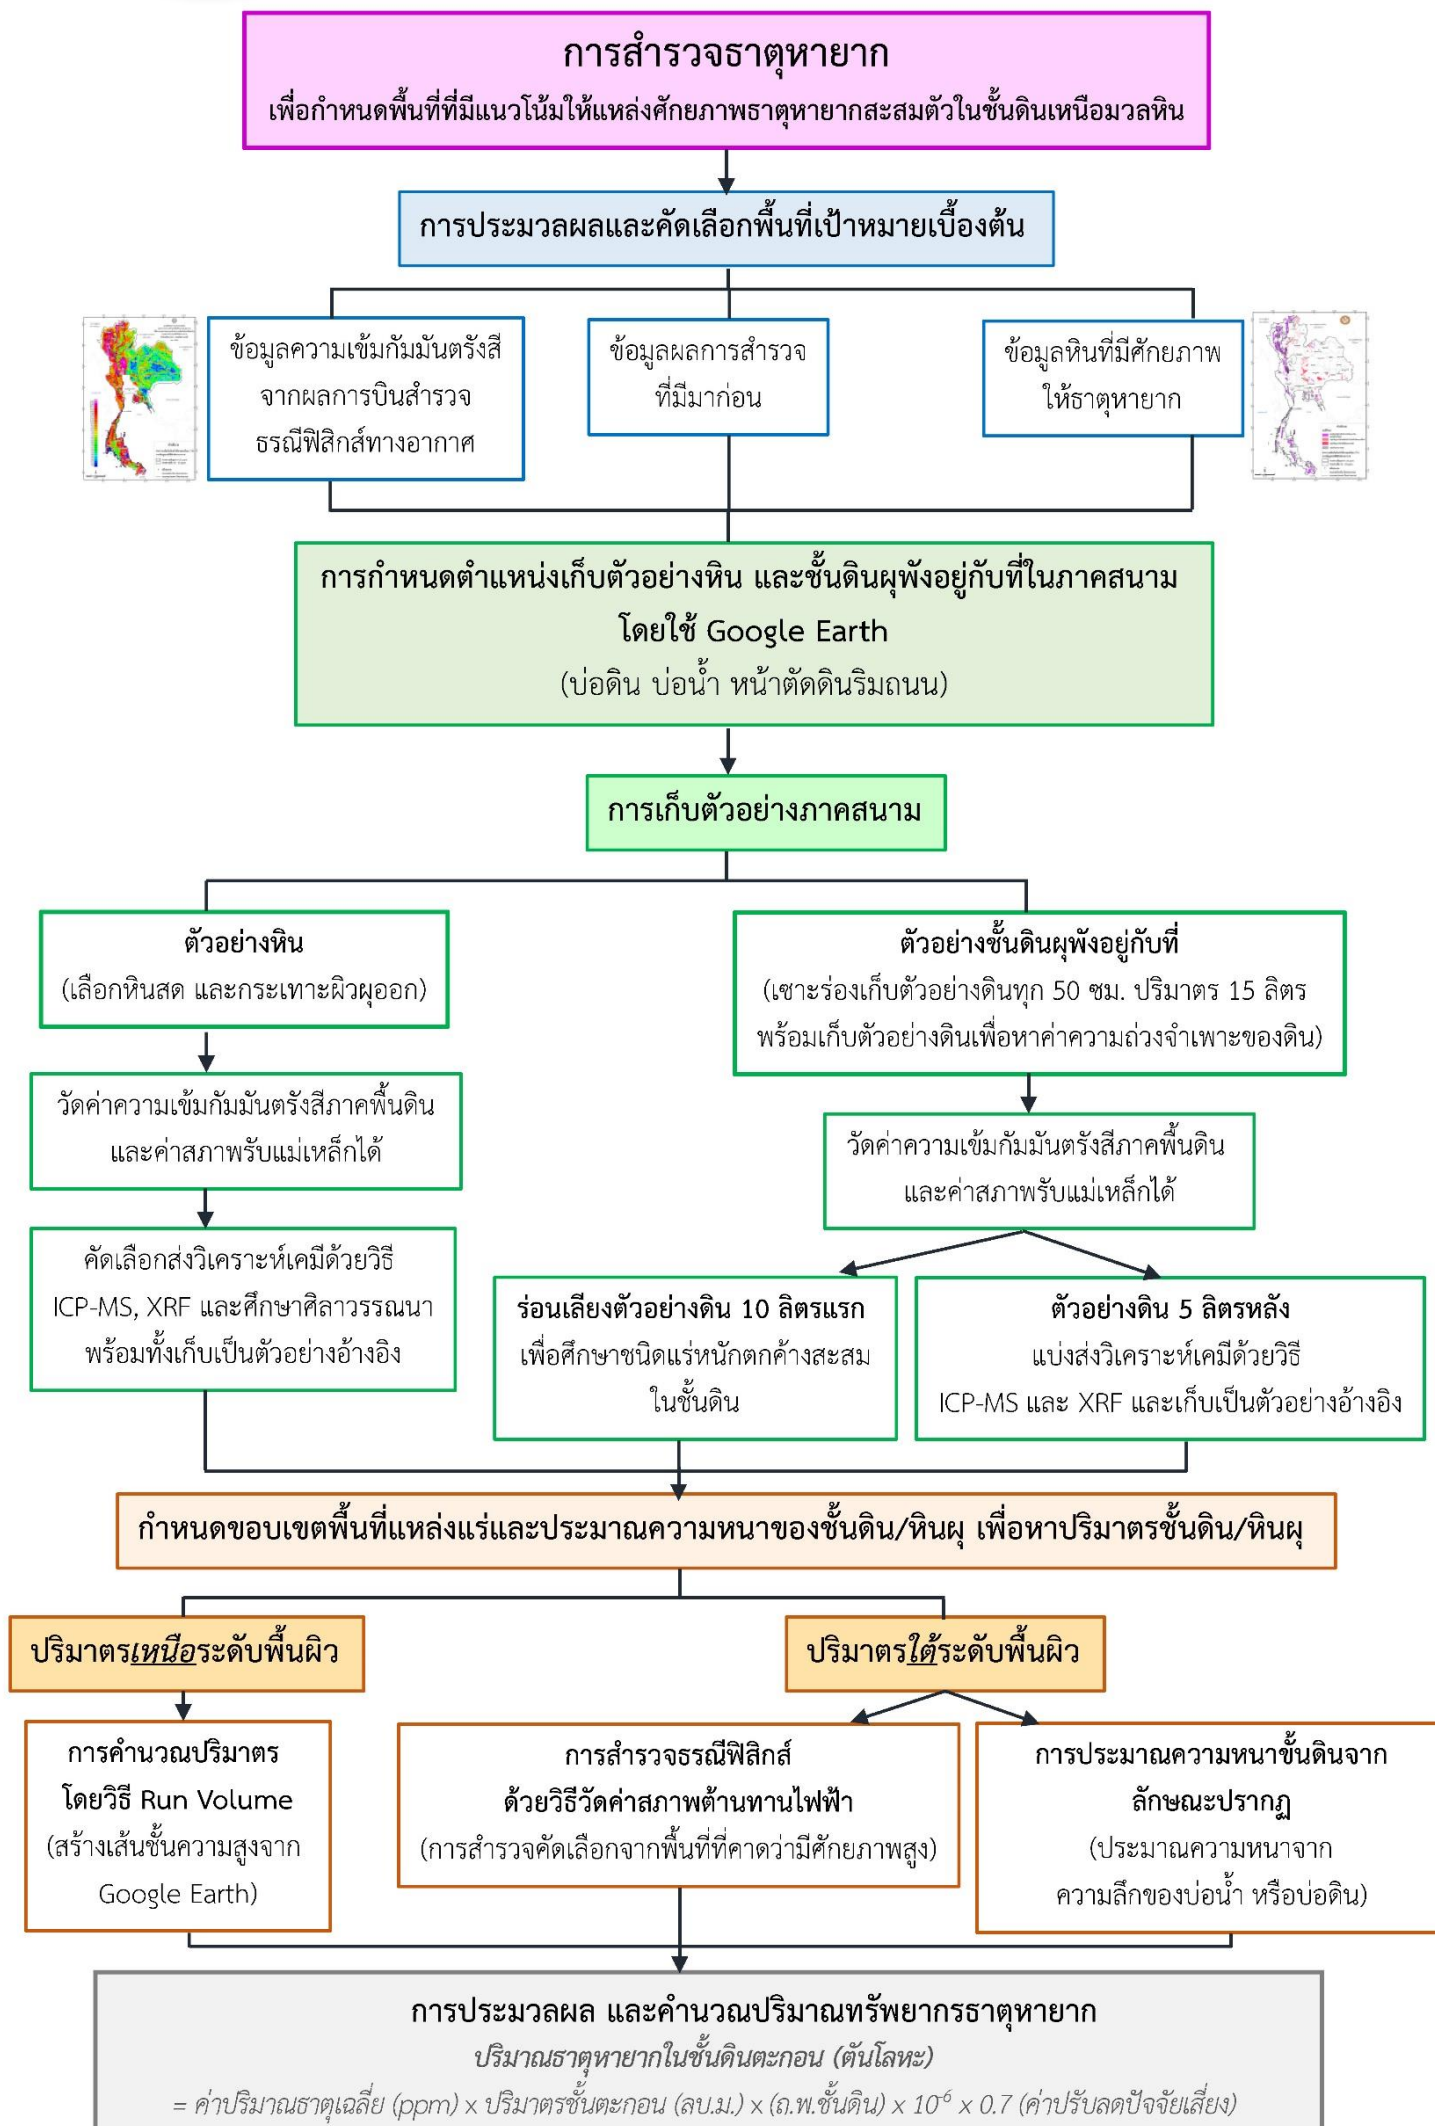 การสำรวจธาตุหายาก
เพื่อกำหนดพื้นที่ที่มีแนวโน้มให้แหล่งศักยภาพธาตุหายากสะสมตัวในชั้นดินเหนือมวลหิน
การประมวลผลและคัดเลือกพื้นที่เป้าหมายเบื้องต้น
ข้อมูลความเข้มกัมมันตรังสี
จากผลการบินสำรวจ
ธรณีฟิสิกส์ทางอากาศ
ข้อมูลผลการสำรวจ
ที่มีมาก่อน
ข้อมูลหินที่มีศักยภาพ
ให้ธาตุหายาก
การกำหนดตำแหน่งเก็บตัวอย่างหิน และชั้นดินผุพังอยู่กับที่ในภาคสนาม
โดยใช้ Google Earth
(บ่อดิน บ่อน้ำ หน้าตัดดินริมถนน)
การเก็บตัวอย่างภาคสนาม
ตัวอย่างหิน
(เลือกหินสด และกระเทาะผิวผุออก)
วัดค่าความเข้มกัมมันตรังสีภาคพื้นดิน
และค่าสภาพรับแม่เหล็กได้
คัดเลือกส่งวิเคราะห์เคมีด้วยวิธี
ICP-MS, XRF และศึกษาศิลาวรรณนา
พร้อมทั้งเก็บเป็นตัวอย่างอ้างอิง
ตัวอย่างชั้นดินผุพังอยู่กับที่
(เซาะร่องเก็บตัวอย่างดินทุก 50 ซม. ปริมาตร 15 ลิตร
พร้อมเก็บตัวอย่างดินเพื่อหาค่าความถ่วงจำเพาะของดิน)
วัดค่าความเข้มกัมมันตรังสีภาคพื้นดิน
และค่าสภาพรับแม่เหล็กได้
ร่อนเลียงตัวอย่างดิน 10 ลิตรแรก
เพื่อศึกษาชนิดแร่หนักตกค้างสะสม
ในชั้นดิน
ตัวอย่างดิน 5 ลิตรหลัง
แบ่งส่งวิเคราะห์เคมีด้วยวิธี
ICP-MS และ XRF และเก็บเป็นตัวอย่างอ้างอิง
กำหนดขอบเขตพื้นที่แหล่งแร่และประมาณความหนาของชั้นดิน/หินผุ เพื่อหาปริมาตรชั้นดิน/หินผุ
ปริมาตรเหนือระดับพื้นผิว
การคำนวณปริมาตร
โดยวิธี Run Volume
(สร้างเส้นชั้นความสูงจาก
Google Earth)
ปริมาตรใต้ระดับพื้นผิว
การสำรวจธรณีฟิสิกส์
ด้วยวิธีวัดค่าสภาพต้านทานไฟฟ้า
(การสำรวจคัดเลือกจากพื้นที่ที่คาดว่ามีศักยภาพสูง)
การประมาณความหนาขั้นดินจาก
ลักษณะปรากฏ
(ประมาณความหนาจาก
ความลึกของบ่อน้ำ หรือบ่อดิน)
การประมวลผล และคำนวณปริมาณทรัพยากรธาตุหายาก
ปริมาณธาตุหายากในชั้นดินตะกอน (ตันโลหะ)
= ค่าปริมาณธาตุเฉลี่ย (ppm) x ปริมาตรชั้นตะกอน (ลบ.ม.) x (ถ.พ.ชั้นดิน) x 10⁻⁶ x 0.7 (ค่าปรับลดปัจจัยเสี่ยง)